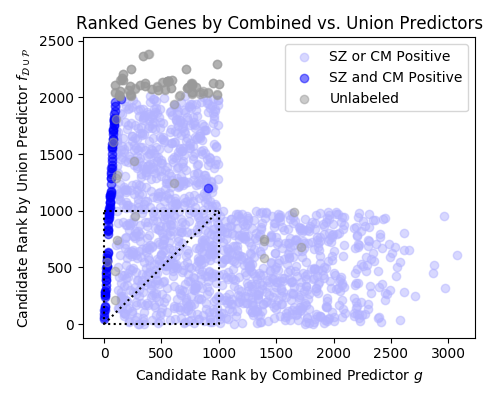 Ranked Genes by Combined vs. Union Predictors
Candidate Rank by Union Predictor f_{𝒟∪𝒫}
2500
2000
1500
1000
500
0
SZ or CM Positive
SZ and CM Positive
Unlabeled
0 500 1000 1500 2000 2500 3000
Candidate Rank by Combined Predictor g